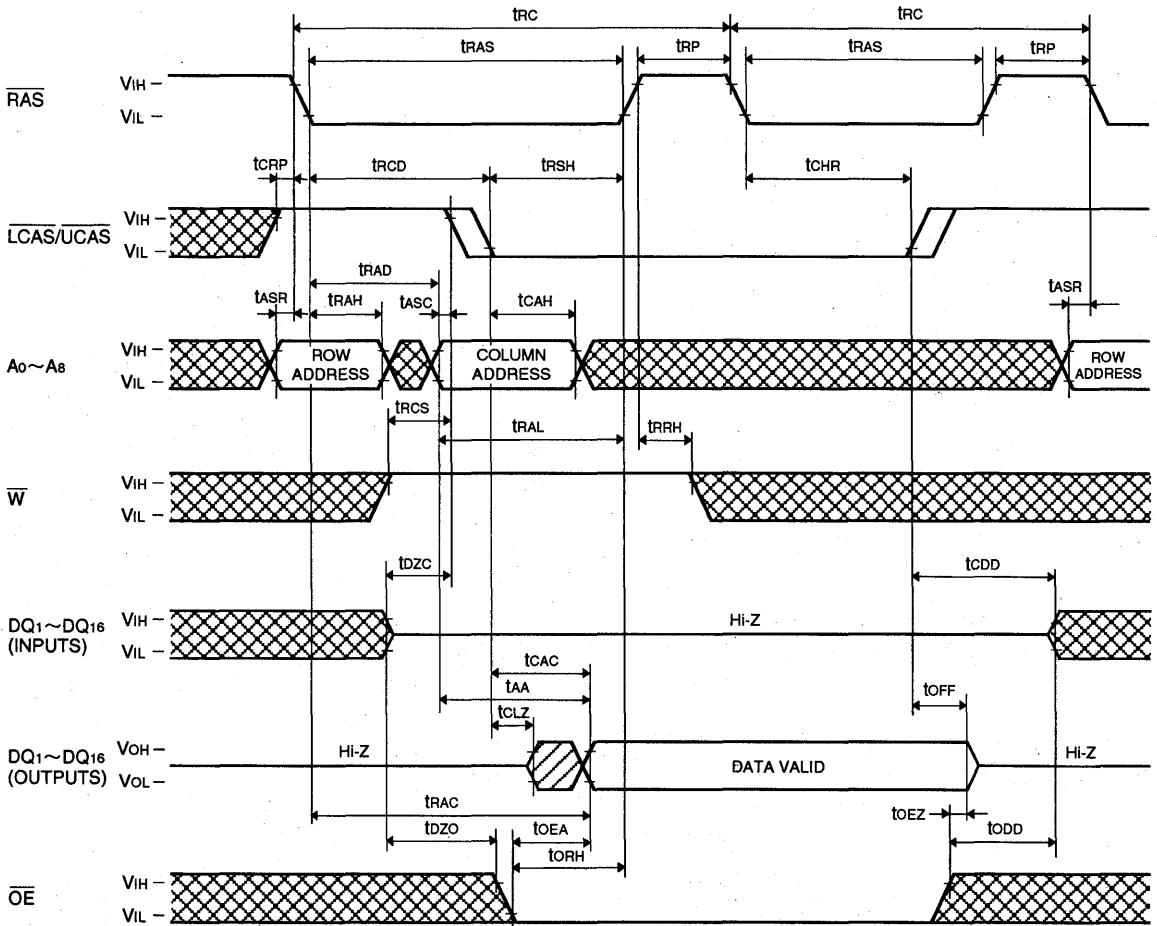 tRC tRC
tRAS tRP tRAS tRP
RAS VIH
VIL
tCRP tRCD tRSH tCHR
LCAS/UCAS VIH
VIL
tRAD
tASR tRAH tASC tCAH tASR
A0~A8 VIH
VIL
ROW ADDRESS
COLUMN ADDRESS
ROW ADDRESS
tRCS tRAL tRRH
W VIH
VIL
tDZC tCDD
DQ1~DQ16
(INPUTS)
VIH
VIL
Hi-Z
tCAC
tAA tOFF
tCLZ
DQ1~DQ16
(OUTPUTS)
VOH
VOL
Hi-Z DATA VALID Hi-Z
tRAC tOEZ
tDZO tOEA tODD
tORH
OE VIH
VIL